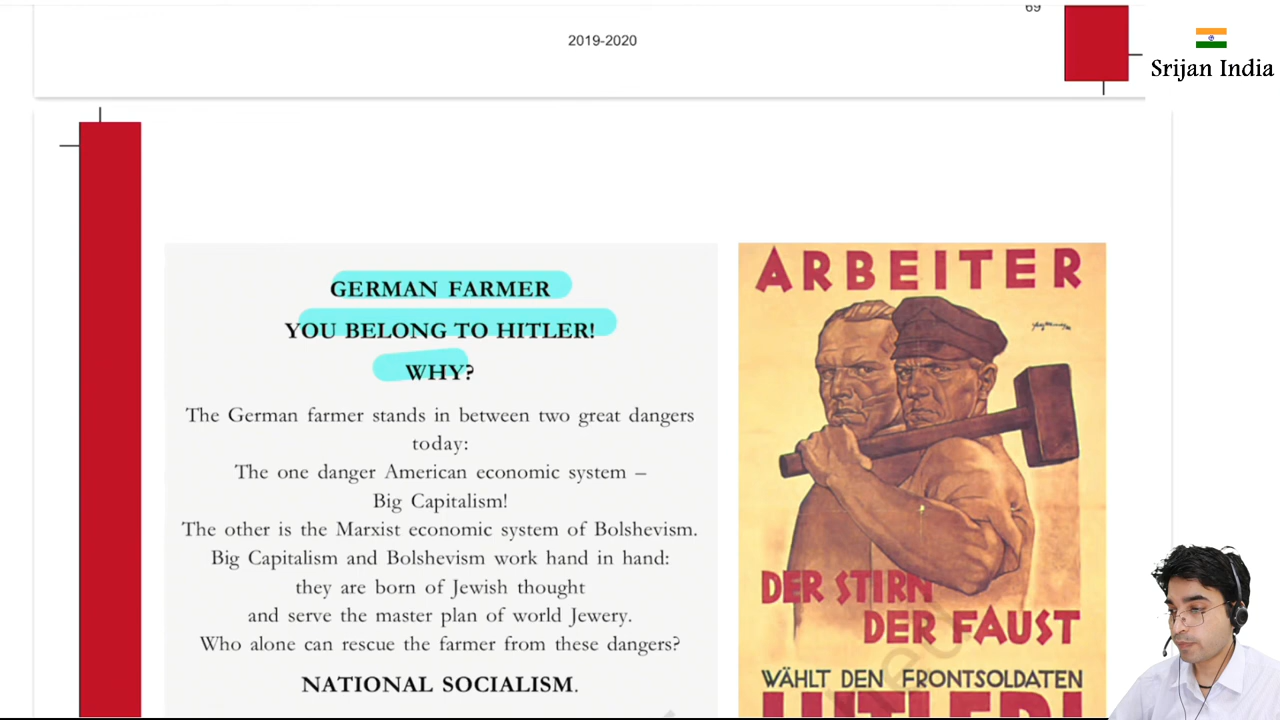 69
2019-2020
Srijan India
GERMAN FARMER
YOU BELONG TO HITLER!
WHY?
The German farmer stands in between two great dangers
today:
The one danger American economic system –
Big Capitalism!
The other is the Marxist economic system of Bolshevism.
Big Capitalism and Bolshevism work hand in hand:
they are born of Jewish thought
and serve the master plan of world Jewery.
Who alone can rescue the farmer from these dangers?
NATIONAL SOCIALISM.
ARBEITER
DER STIRN
DER FAUST
WÄHLT DEN FRONTSOLDATEN
HITLER!